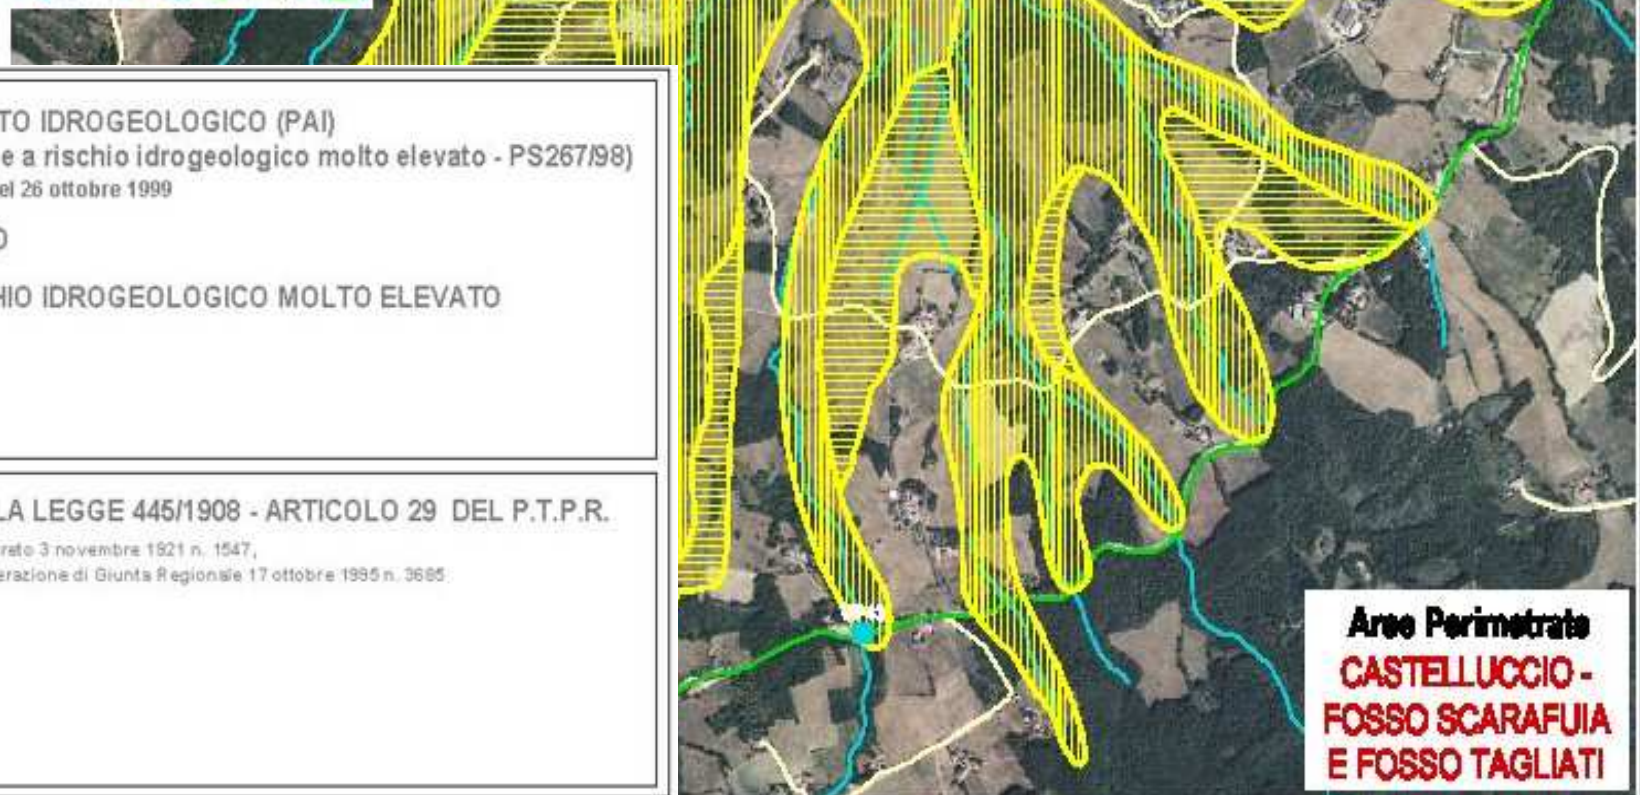 TO IDROGEOLOGICO (PAI)
e a rischio idrogeologico molto elevato - PS267/98)
el 26 ottobre 1999
O
HIO IDROGEOLOGICO MOLTO ELEVATO
LA LEGGE 445/1908 - ARTICOLO 29 DEL P.T.P.R.
reto 3 novembre 1921 n. 1547,
erazione di Giunta Regionale 17 ottobre 1995 n. 3685
Aree Perimetrate
CASTELLUCCIO -
FOSSO SCARAFUIA
E FOSSO TAGLIATI